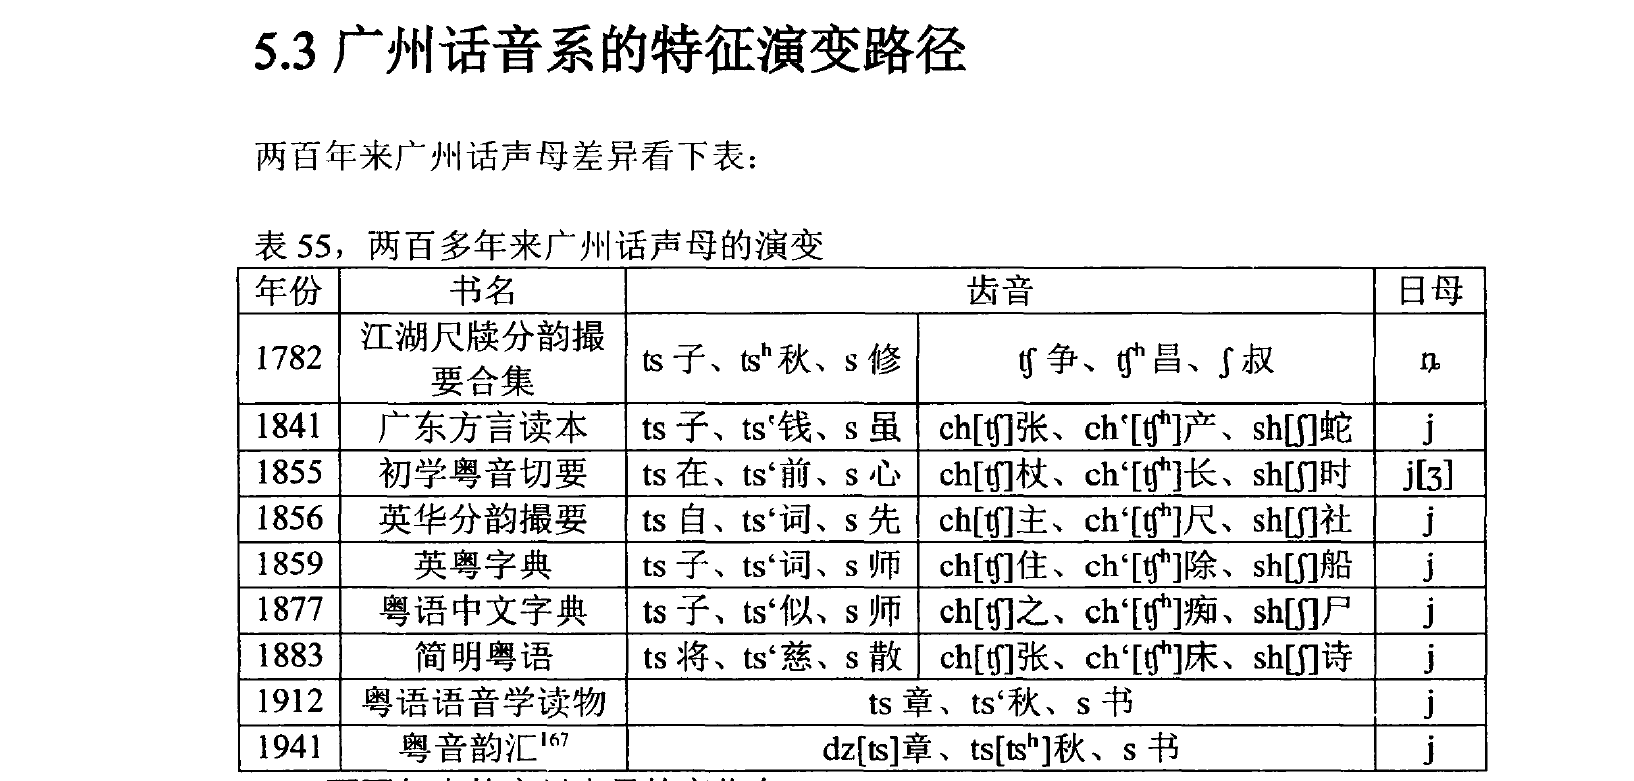 5.3 广州话音系的特征演变路径
两百年来广州话声母差异看下表：
表 55，两百多年来广州话声母的演变
年份 书名 齿音 日母
1782 江湖尺牍分韵撮要合集 ʦ 子、ʦʰ 秋、s 修 ʧ 争、ʧʰ 昌、ʃ 叔 ȵ
1841 广东方言读本 ts 子、ts‘钱、s 虽 ch[ʧ]张、ch‘[ʧʰ]产、sh[ʃ]蛇 j
1855 初学粤音切要 ts 在、ts‘前、s 心 ch[ʧ]杖、ch‘[ʧʰ]长、sh[ʃ]时 j[ʒ]
1856 英华分韵撮要 ts 自、ts‘词、s 先 ch[ʧ]主、ch‘[ʧʰ]尺、sh[ʃ]社 j
1859 英粤字典 ts 子、ts‘词、s 师 ch[ʧ]住、ch‘[ʧʰ]除、sh[ʃ]船 j
1877 粤语中文字典 ts 子、ts‘似、s 师 ch[ʧ]之、ch‘[ʧʰ]痴、sh[ʃ]尸 j
1883 简明粤语 ts 将、ts‘慈、s 散 ch[ʧ]张、ch‘[ʧʰ]床、sh[ʃ]诗 j
1912 粤语语音学读物 ts 章、ts‘秋、s 书 j
1941 粤音韵汇¹⁶⁷ dz[ʦ]章、ts[ʦʰ]秋、s 书 j